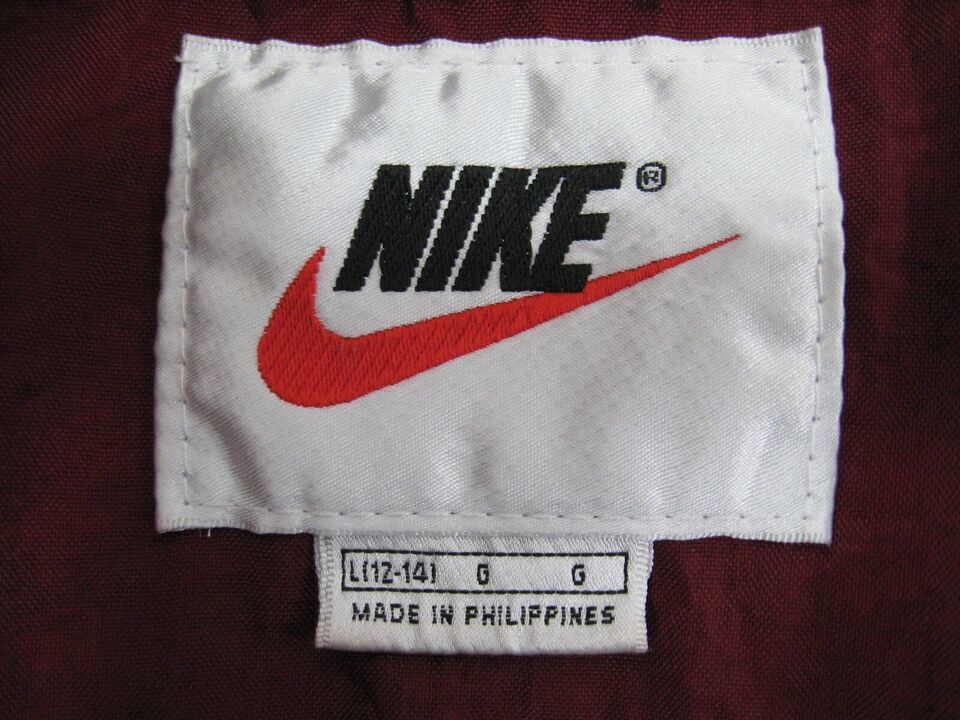 NIKE®
L(12-14) G G
MADE IN PHILIPPINES